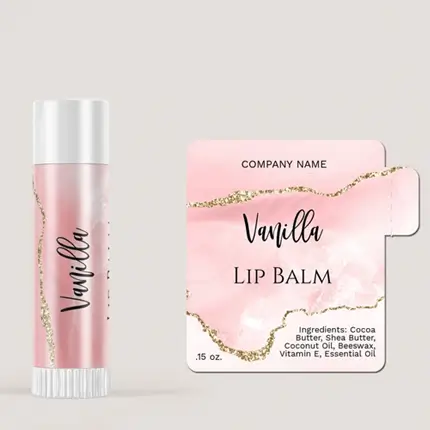 COMPANY NAME
Vanilla
LIP BALM
Ingredients: Cocoa
Butter, Shea Butter,
Coconut Oil, Beeswax,
Vitamin E, Essential Oil
.15 oz.
Vanilla